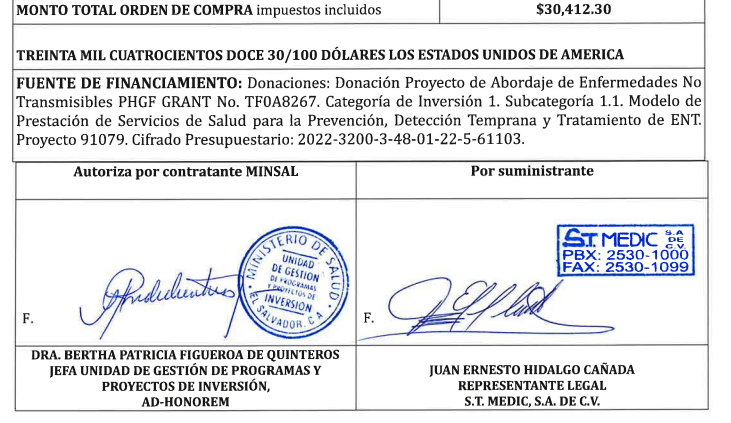 MONTO TOTAL ORDEN DE COMPRA impuestos incluidos $30,412.30
TREINTA MIL CUATROCIENTOS DOCE 30/100 DÓLARES LOS ESTADOS UNIDOS DE AMERICA
FUENTE DE FINANCIAMIENTO: Donaciones: Donación Proyecto de Abordaje de Enfermedades No
Transmisibles PHGF GRANT No. TF0A8267. Categoría de Inversión 1. Subcategoría 1.1. Modelo de
Prestación de Servicios de Salud para la Prevención, Detección Temprana y Tratamiento de ENT.
Proyecto 91079. Cifrado Presupuestario: 2022-3200-3-48-01-22-5-61103.
Autoriza por contratante MINSAL
F.
MINISTERIO DE SALUD
UNIDAD
DE GESTION
DE PROGRAMAS
Y PROYECTOS DE
INVERSIÓN
EL SALVADOR, C.A.
DRA. BERTHA PATRICIA FIGUEROA DE QUINTEROS
JEFA UNIDAD DE GESTIÓN DE PROGRAMAS Y
PROYECTOS DE INVERSIÓN,
AD-HONOREM
Por suministrante
S.T. MEDIC S.A DE C.V.
PBX: 2530-1000
FAX: 2530-1099
F.
JUAN ERNESTO HIDALGO CAÑADA
REPRESENTANTE LEGAL
S.T. MEDIC, S.A. DE C.V.